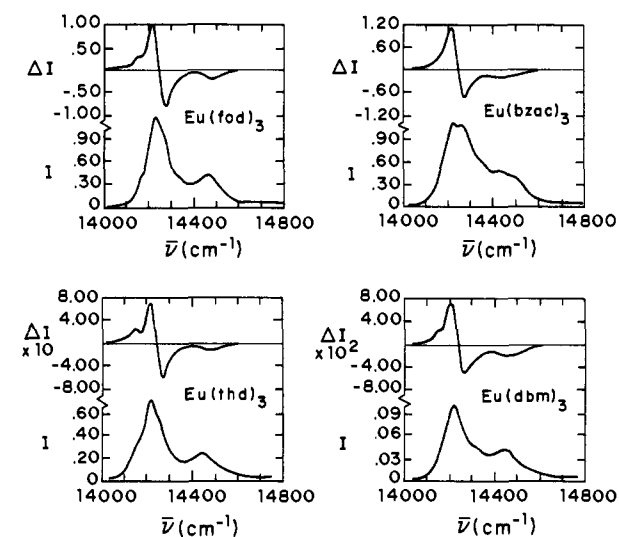 1.00
.50
ΔI
-.50
-1.00
Eu(fod)3
.90
.60
I
.30
0
14000 14400 14800
ν̅(cm-1)
1.20
.60
ΔI
-.60
-1.20
Eu(bzac)3
.90
.60
I
.30
0
14000 14400 14800
ν̅(cm-1)
8.00
4.00
ΔI
x10
-4.00
-8.00
Eu(thd)3
.60
.40
I
.20
0
14000 14400 14800
ν̅(cm-1)
8.00
4.00
ΔI
x102
-4.00
-8.00
Eu(dbm)3
.09
.06
I
.03
0
14000 14400 14800
ν̅(cm-1)